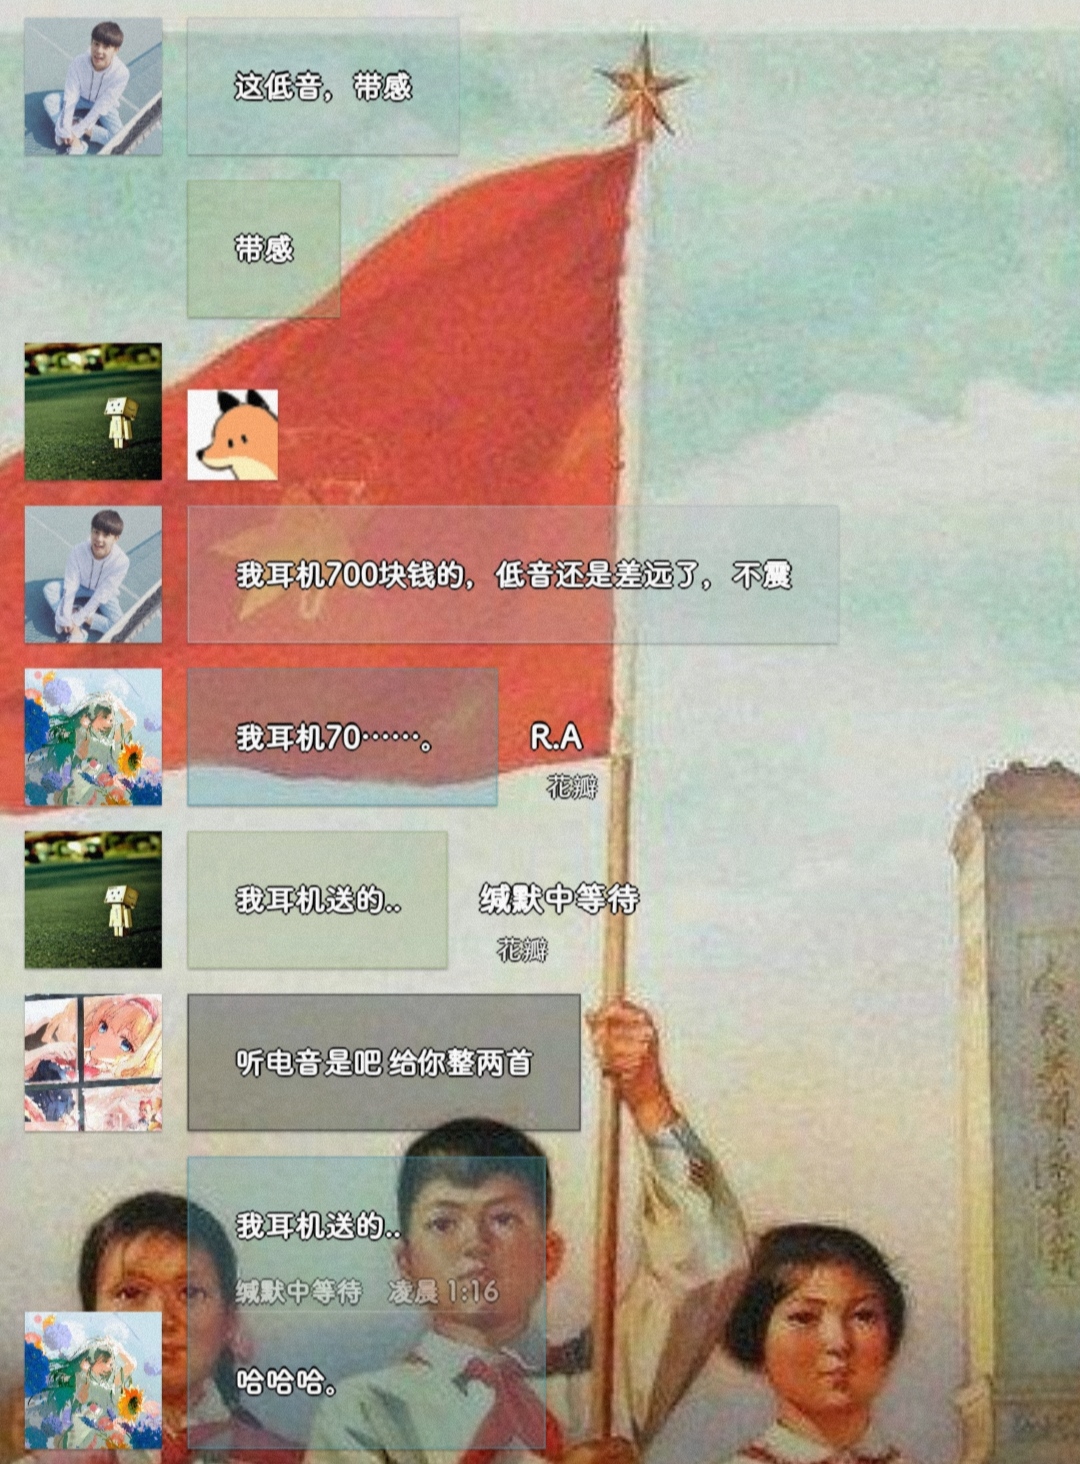 这低音，带感
带感
我耳机700块钱的，低音还是差远了，不震
我耳机70……。
R.A
花瓣
我耳机送的..
缄默中等待
花瓣
听电音是吧 给你整两首
我耳机送的..
缄默中等待 凌晨 1:16
哈哈哈。